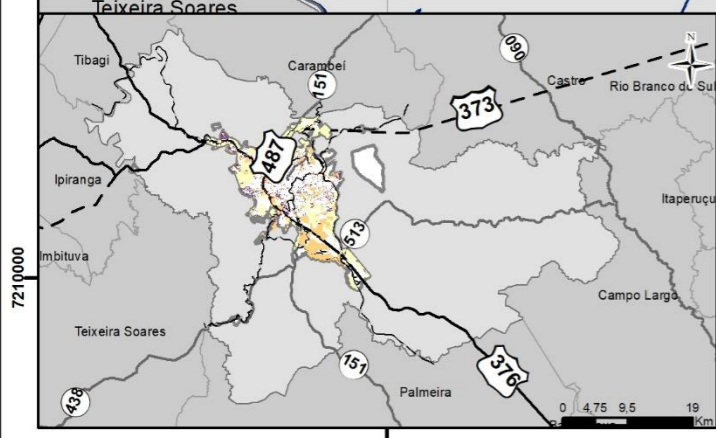 Teixeira Soares
N
Tibagi
Carambeí
151
090
Castro
Rio Branco do Sul
373
487
Ipiranga
Itaperuçu
513
Imbituva
7210000
Campo Largo
Teixeira Soares
151
376
438
Palmeira
0 4,75 9,5 19
Km